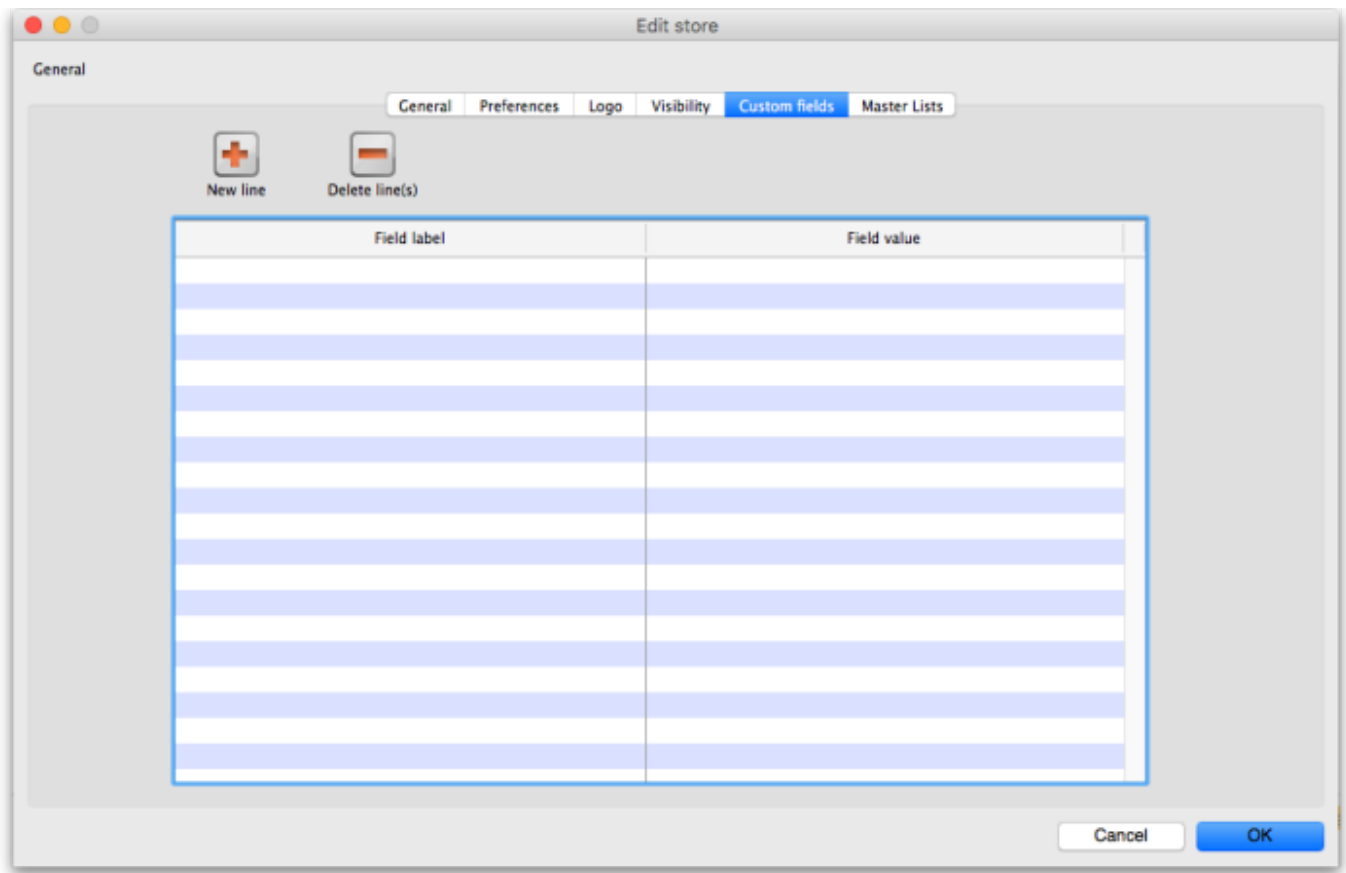 Edit store
General
General Preferences Logo Visibility Custom fields Master Lists
New line Delete line(s)
Field label Field value
Cancel OK